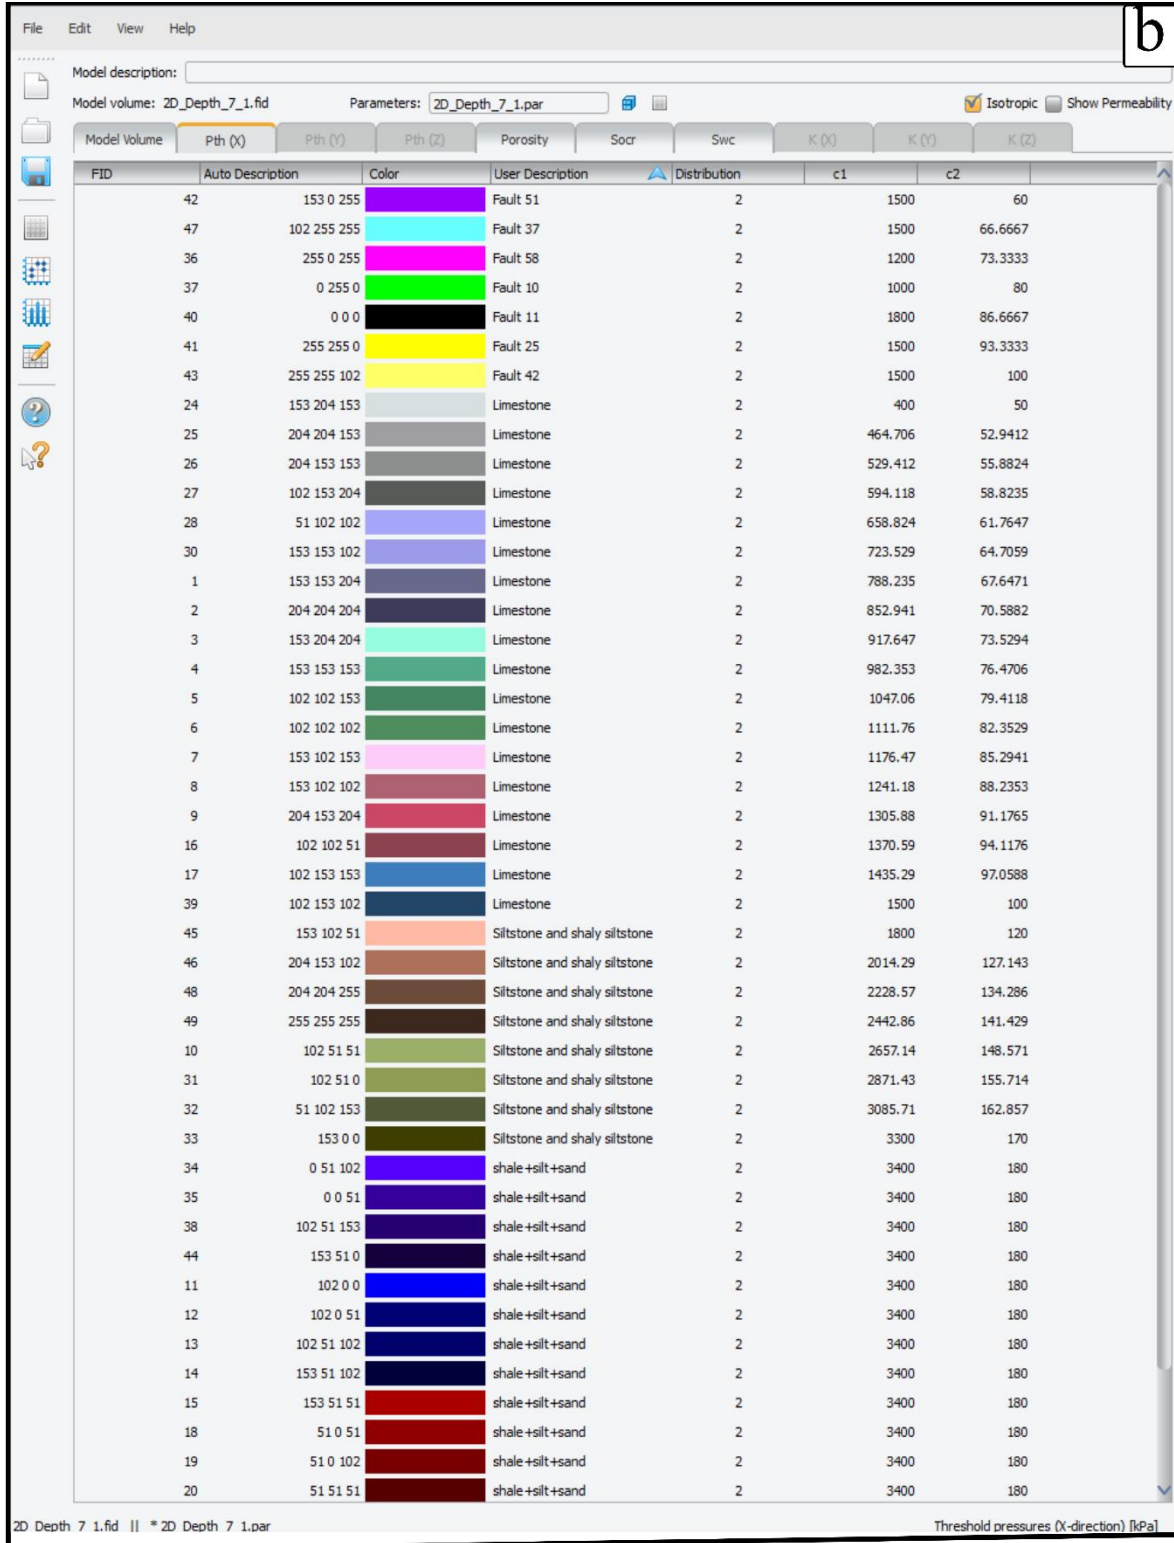 b
File Edit View Help
Model description:
Model volume: 2D_Depth_7_1.fid Parameters: 2D_Depth_7_1.par Isotropic Show Permeability
Model Volume Pth (X) Pth (Y) Pth (Z) Porosity Socr Swc K (X) K (Y) K (Z)
FID Auto Description Color User Description Distribution c1 c2
42 153 0 255 Fault 51 2 1500 60
47 102 255 255 Fault 37 2 1500 66.6667
36 255 0 255 Fault 58 2 1200 73.3333
37 0 255 0 Fault 10 2 1000 80
40 0 0 0 Fault 11 2 1800 86.6667
41 255 255 0 Fault 25 2 1500 93.3333
43 255 255 102 Fault 42 2 1500 100
24 153 204 153 Limestone 2 400 50
25 204 204 153 Limestone 2 464.706 52.9412
26 204 153 153 Limestone 2 529.412 55.8824
27 102 153 204 Limestone 2 594.118 58.8235
28 51 102 102 Limestone 2 658.824 61.7647
30 153 153 102 Limestone 2 723.529 64.7059
1 153 153 204 Limestone 2 788.235 67.6471
2 204 204 204 Limestone 2 852.941 70.5882
3 153 204 204 Limestone 2 917.647 73.5294
4 153 153 153 Limestone 2 982.353 76.4706
5 102 102 153 Limestone 2 1047.06 79.4118
6 102 102 102 Limestone 2 1111.76 82.3529
7 153 102 153 Limestone 2 1176.47 85.2941
8 153 102 102 Limestone 2 1241.18 88.2353
9 204 153 204 Limestone 2 1305.88 91.1765
16 102 102 51 Limestone 2 1370.59 94.1176
17 102 153 153 Limestone 2 1435.29 97.0588
39 102 153 102 Limestone 2 1500 100
45 153 102 51 Siltstone and shaly siltstone 2 1800 120
46 204 153 102 Siltstone and shaly siltstone 2 2014.29 127.143
48 204 204 255 Siltstone and shaly siltstone 2 2228.57 134.286
49 255 255 255 Siltstone and shaly siltstone 2 2442.86 141.429
10 102 51 51 Siltstone and shaly siltstone 2 2657.14 148.571
31 102 51 0 Siltstone and shaly siltstone 2 2871.43 155.714
32 51 102 153 Siltstone and shaly siltstone 2 3085.71 162.857
33 153 0 0 Siltstone and shaly siltstone 2 3300 170
34 0 51 102 shale+silt+sand 2 3400 180
35 0 0 51 shale+silt+sand 2 3400 180
38 102 51 153 shale+silt+sand 2 3400 180
44 153 51 0 shale+silt+sand 2 3400 180
11 102 0 0 shale+silt+sand 2 3400 180
12 102 0 51 shale+silt+sand 2 3400 180
13 102 51 102 shale+silt+sand 2 3400 180
14 153 51 102 shale+silt+sand 2 3400 180
15 153 51 51 shale+silt+sand 2 3400 180
18 51 0 51 shale+silt+sand 2 3400 180
19 51 0 102 shale+silt+sand 2 3400 180
20 51 51 51 shale+silt+sand 2 3400 180
2D_Depth_7_1.fid || * 2D_Depth_7_1.par Threshold pressures (X-direction) [kPa]